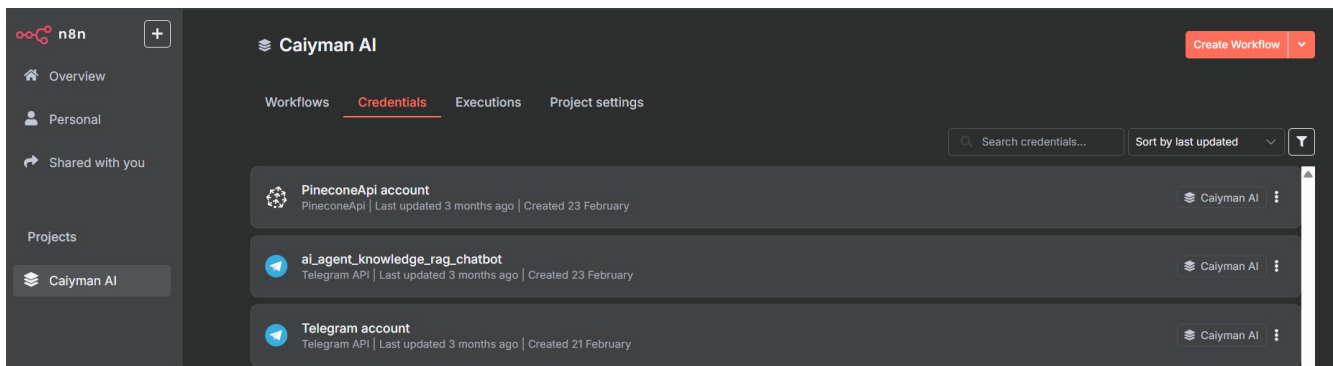 n8n
+
Overview
Personal
Shared with you
Projects
Caiyman AI
Caiyman AI
Create Workflow
Workflows Credentials Executions Project settings
Search credentials... Sort by last updated
PineconeApi account
PineconeApi | Last updated 3 months ago | Created 23 February
Caiyman AI
ai_agent_knowledge_rag_chatbot
Telegram API | Last updated 3 months ago | Created 23 February
Caiyman AI
Telegram account
Telegram API | Last updated 3 months ago | Created 21 February
Caiyman AI